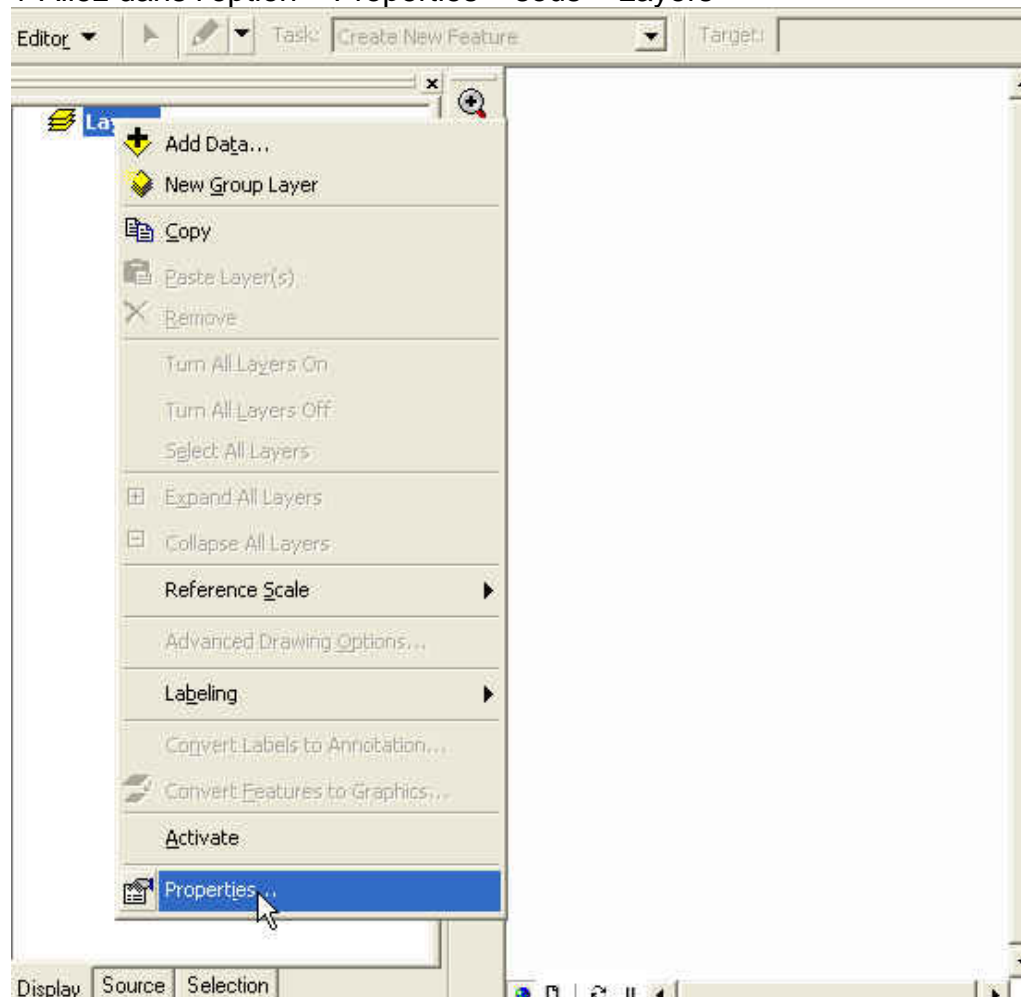 Editor Task: Create New Feature Target:
Layers
Add Data...
New Group Layer
Copy
Paste Layer(s)
Remove
Turn All Layers On
Turn All Layers Off
Select All Layers
Expand All Layers
Collapse All Layers
Reference Scale
Advanced Drawing Options...
Labeling
Convert Labels to Annotation...
Convert Features to Graphics...
Activate
Properties...
Display Source Selection